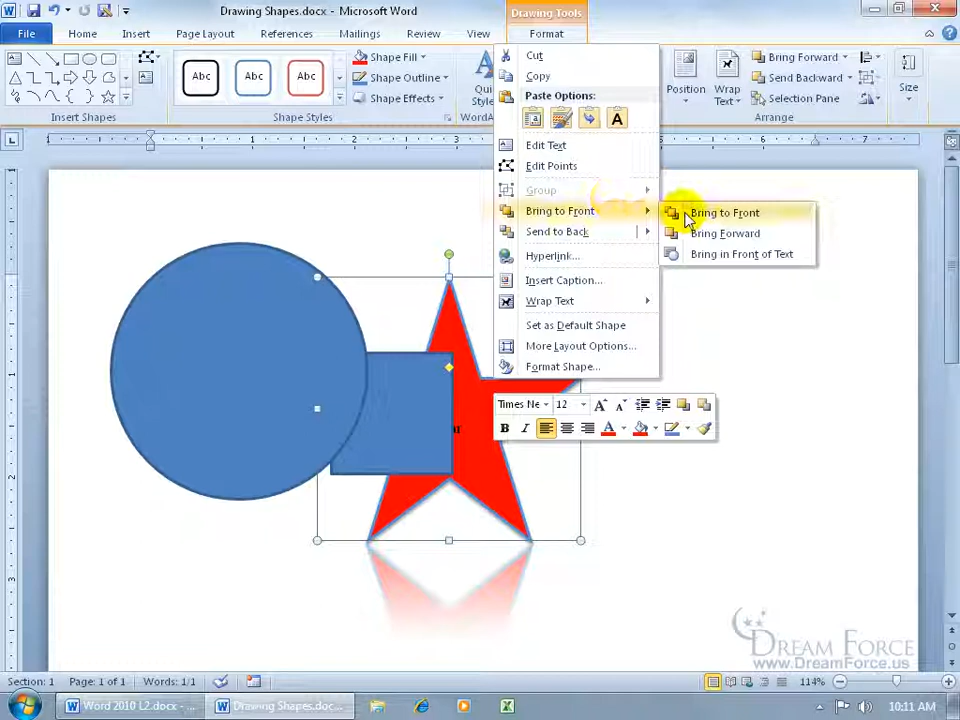 Drawing Shapes.docx - Microsoft Word
Drawing Tools
File Home Insert Page Layout References Mailings Review View Format
Shape Fill
Shape Outline
Shape Effects
Abc Abc Abc
Position
Wrap Text
Bring Forward
Send Backward
Selection Pane
Size
Insert Shapes
Shape Styles
Arrange
Cut
Copy
Paste Options:
A
Edit Text
Edit Points
Group
Bring to Front
Send to Back
Hyperlink...
Insert Caption...
Wrap Text
Set as Default Shape
More Layout Options...
Format Shape...
Bring to Front
Bring Forward
Bring in Front of Text
Times Ne 12 A A
B I A
DREAM FORCE
www.DreamForce.us
Section: 1 Page: 1 of 1 Words: 1/1 114%
Word 2010 L2.docx - ...
Drawing Shapes.doc...
10:11 AM